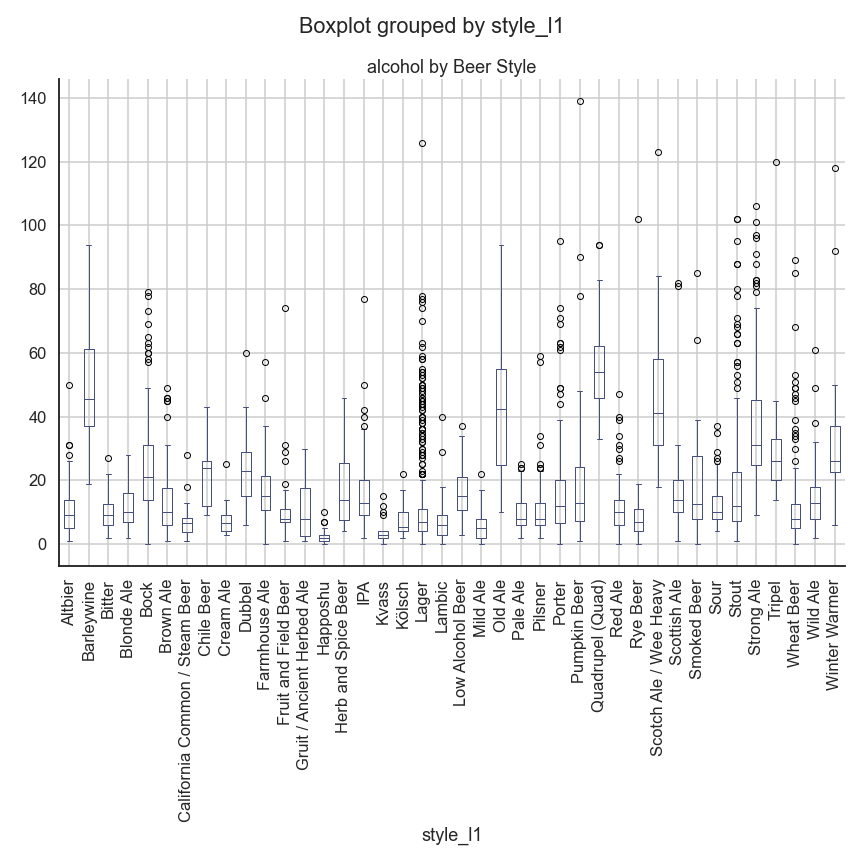 Boxplot grouped by style_l1
alcohol by Beer Style
140
120
100
80
60
40
20
0
Altbier
Barleywine
Bitter
Blonde Ale
Bock
Brown Ale
California Common / Steam Beer
Chile Beer
Cream Ale
Dubbel
Farmhouse Ale
Fruit and Field Beer
Gruit / Ancient Herbed Ale
Happoshu
Herb and Spice Beer
IPA
Kvass
Kölsch
Lager
Lambic
Low Alcohol Beer
Mild Ale
Old Ale
Pale Ale
Pilsner
Porter
Pumpkin Beer
Quadrupel (Quad)
Red Ale
Rye Beer
Scotch Ale / Wee Heavy
Scottish Ale
Smoked Beer
Sour
Stout
Strong Ale
Tripel
Wheat Beer
Wild Ale
Winter Warmer
style_l1